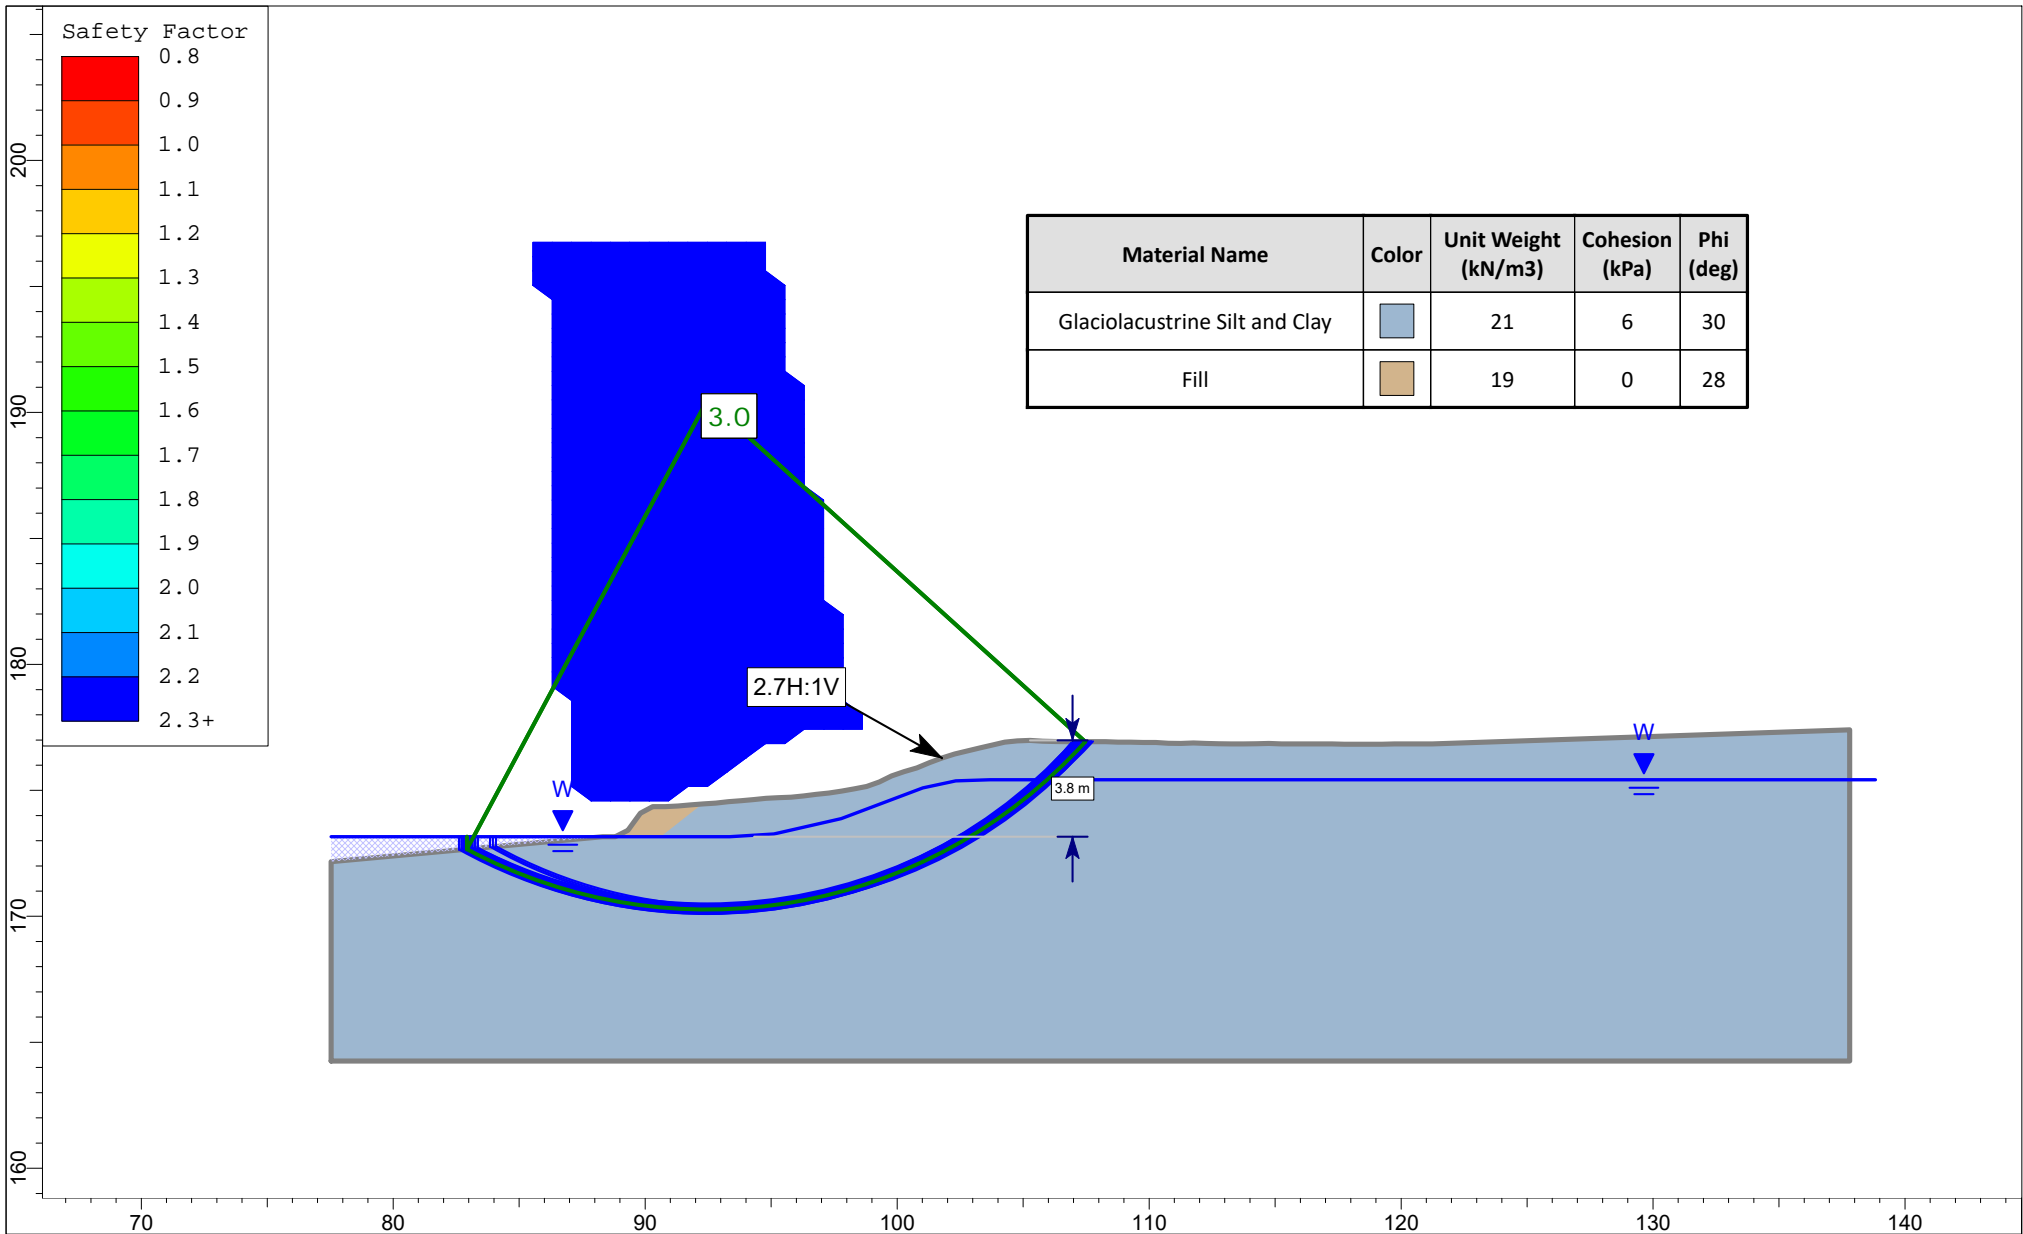 Safety Factor
0.8
0.9
1.0
1.1
1.2
1.3
1.4
1.5
1.6
1.7
1.8
1.9
2.0
2.1
2.2
2.3+
Material Name Color Unit Weight (kN/m3) Cohesion (kPa) Phi (deg)
Glaciolacustrine Silt and Clay 21 6 30
Fill 19 0 28
3.0
2.7H:1V
W
W
3.8 m
200
190
180
170
160
70 80 90 100 110 120 130 140